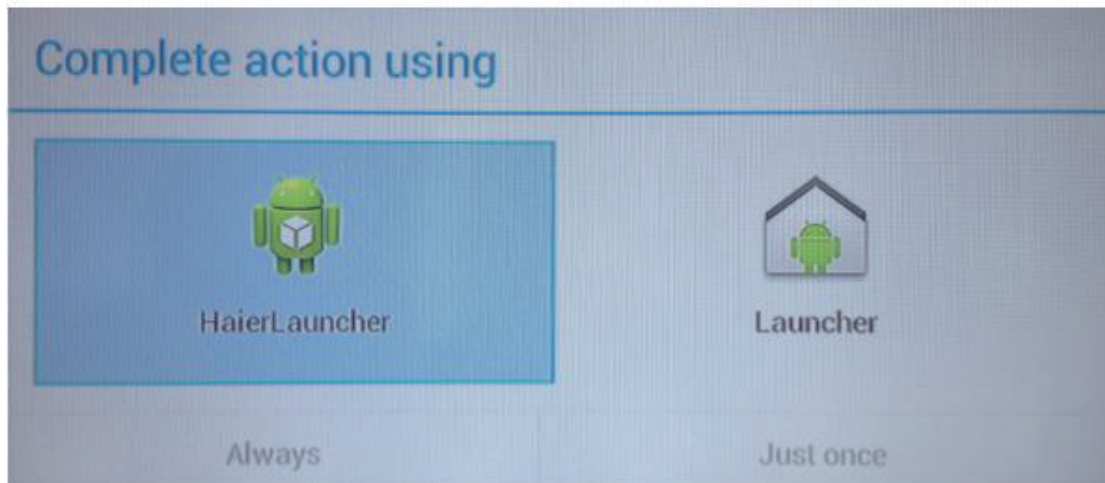 Complete action using
HaierLauncher
Launcher
Always
Just once